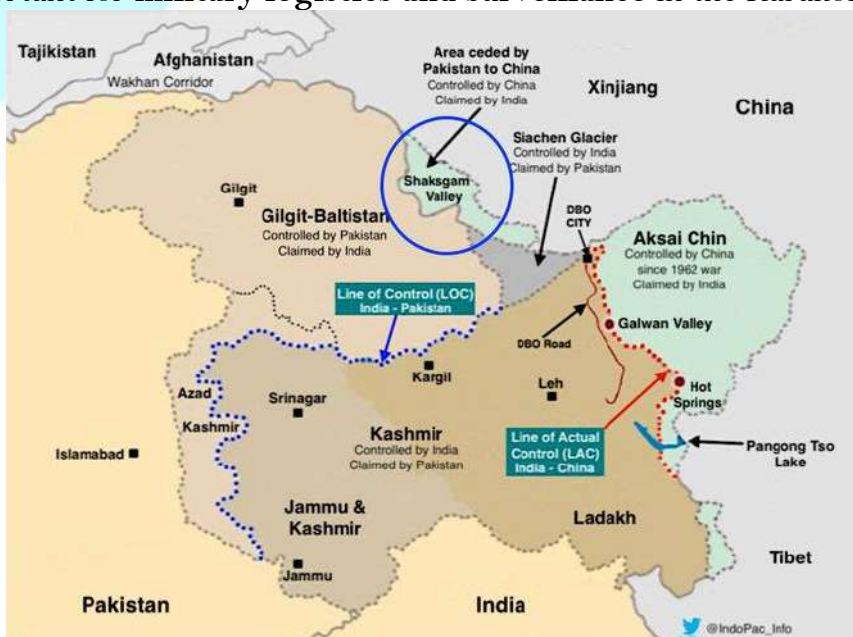 Tajikistan
Afghanistan
Wakhan Corridor
Area ceded by
Pakistan to China
Controlled by China
Claimed by India
Xinjiang
China
Siachen Glacier
Controlled by India
Claimed by Pakistan
Shaksgam
Valley
Gilgit
Gilgit-Baltistan
Controlled by Pakistan
Claimed by India
DBO
CITY
Aksai Chin
Controlled by China
since 1962 war
Claimed by India
Line of Control (LOC)
India - Pakistan
Galwan Valley
DBO Road
Kargil
Azad
Kashmir
Srinagar
Leh
Hot
Springs
Islamabad
Kashmir
Controlled by India
Claimed by Pakistan
Line of Actual
Control (LAC)
India - China
Pangong Tso
Lake
Jammu &
Kashmir
Ladakh
Jammu
Tibet
Pakistan
India
@IndoPac_Info